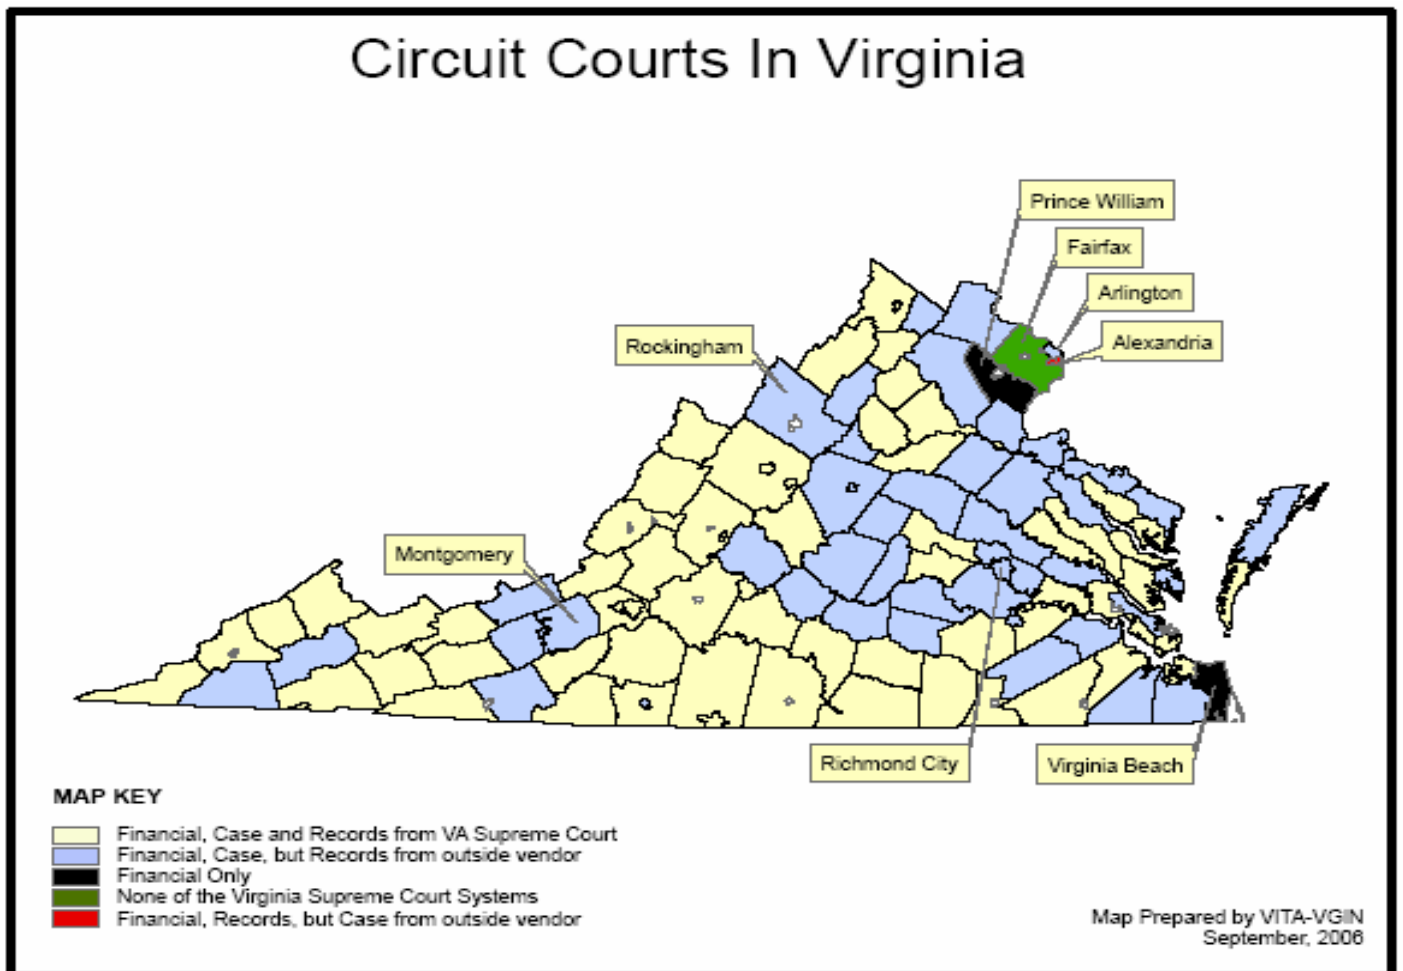 Circuit Courts In Virginia
Prince William
Fairfax
Arlington
Rockingham
Alexandria
Montgomery
Richmond City
Virginia Beach
MAP KEY
Financial, Case and Records from VA Supreme Court
Financial, Case, but Records from outside vendor
Financial Only
None of the Virginia Supreme Court Systems
Financial, Records, but Case from outside vendor
Map Prepared by VITA-VGIN
September, 2006